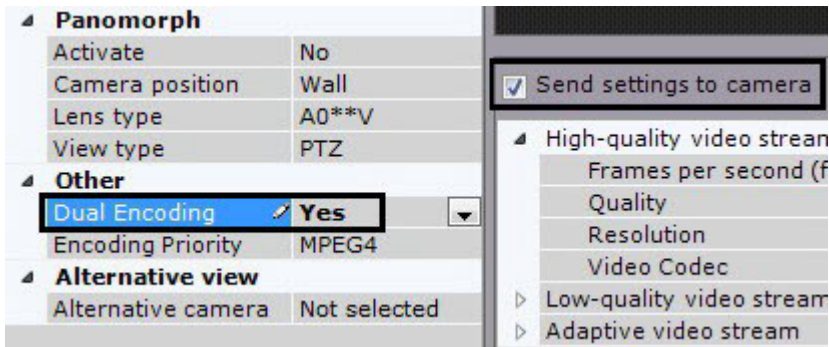 Panomorph
Activate No
Camera position Wall
Lens type A0**V
View type PTZ
Other
Dual Encoding Yes
Encoding Priority MPEG4
Alternative view
Alternative camera Not selected
Send settings to camera
High-quality video stream
Frames per second (f
Quality
Resolution
Video Codec
Low-quality video stream
Adaptive video stream